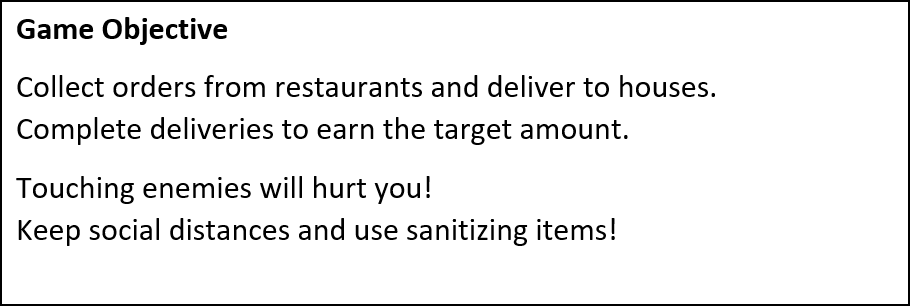 Game Objective
Collect orders from restaurants and deliver to houses.
Complete deliveries to earn the target amount.
Touching enemies will hurt you!
Keep social distances and use sanitizing items!